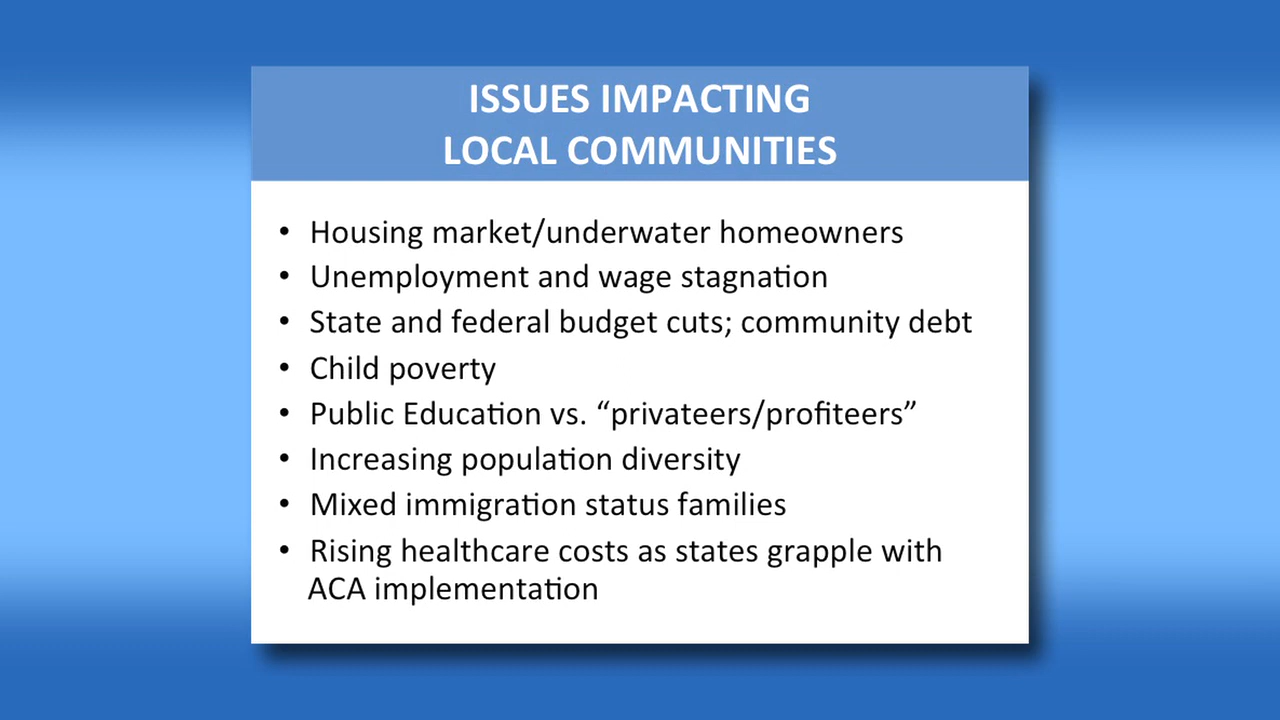 ISSUES IMPACTING
LOCAL COMMUNITIES
• Housing market/underwater homeowners
• Unemployment and wage stagnation
• State and federal budget cuts; community debt
• Child poverty
• Public Education vs. “privateers/profiteers”
• Increasing population diversity
• Mixed immigration status families
• Rising healthcare costs as states grapple with
ACA implementation